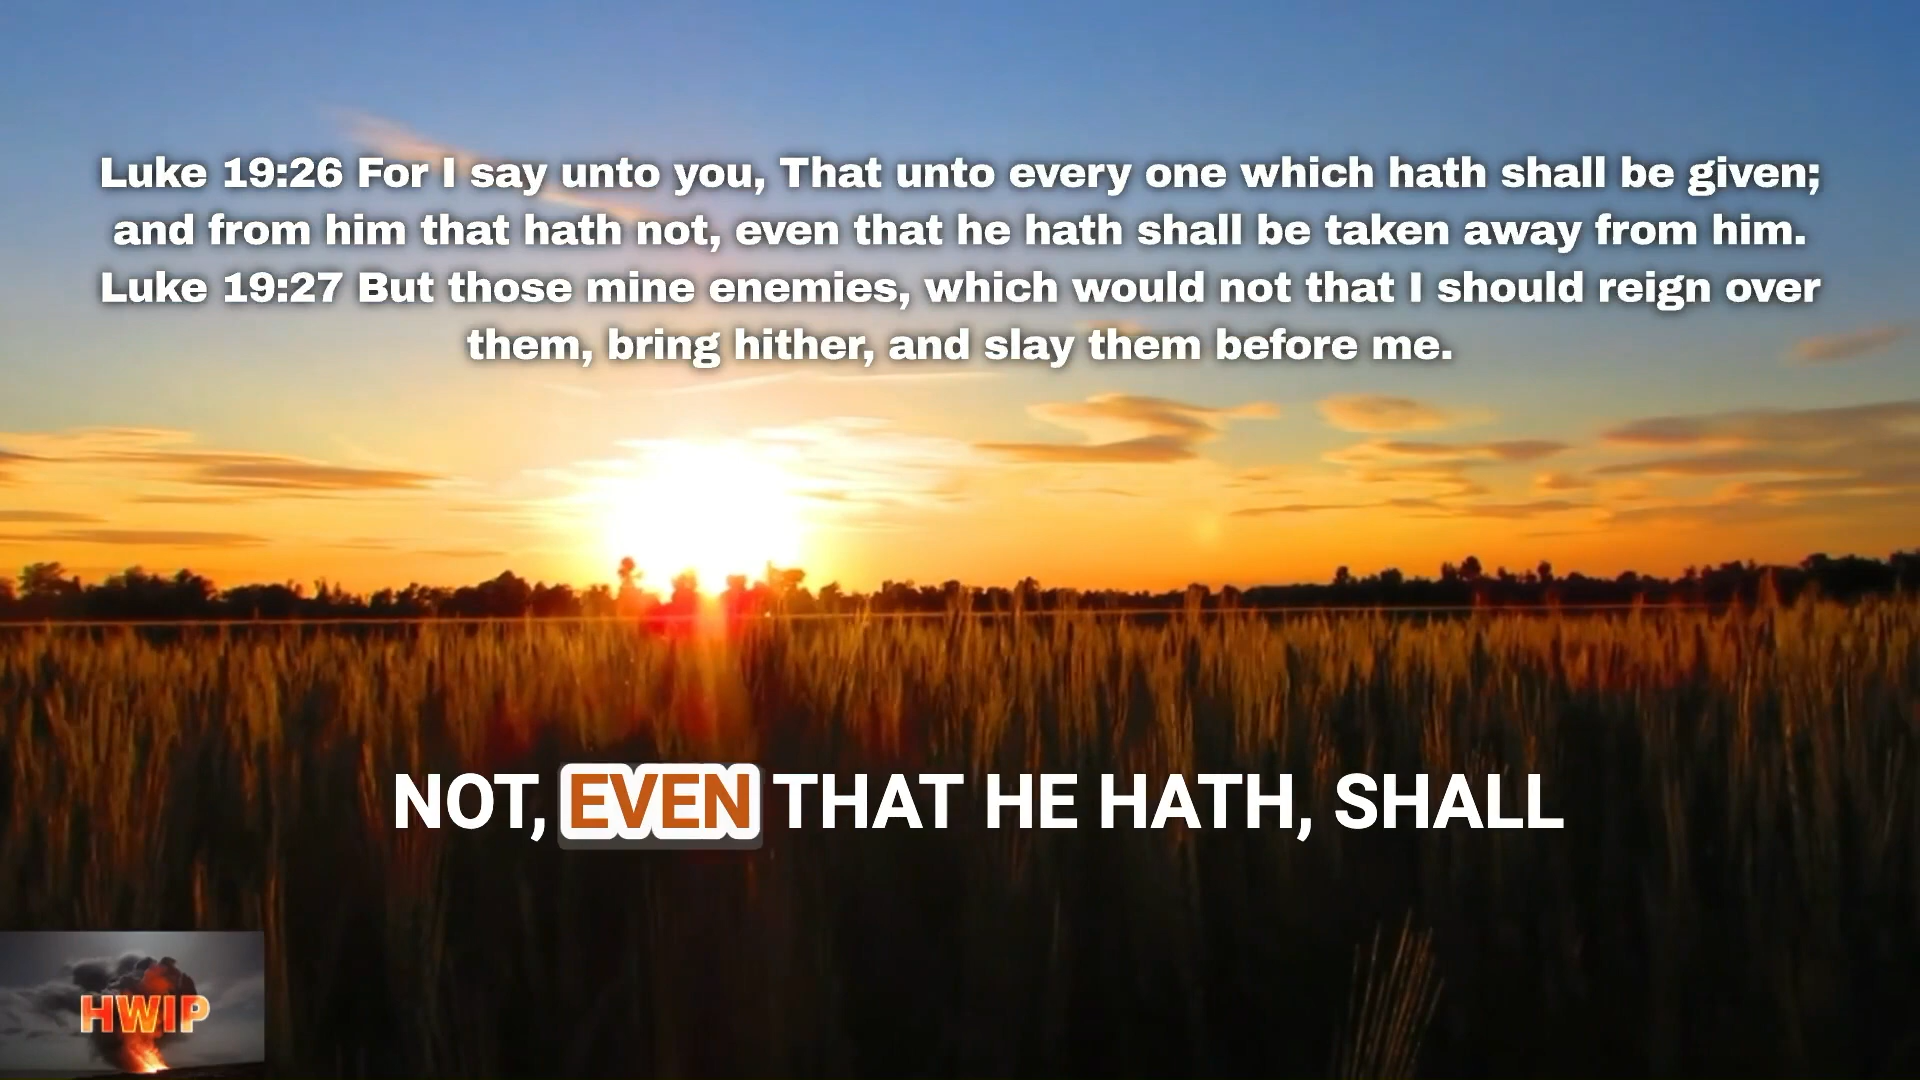 Luke 19:26 For I say unto you, That unto every one which hath shall be given;
and from him that hath not, even that he hath shall be taken away from him.
Luke 19:27 But those mine enemies, which would not that I should reign over
them, bring hither, and slay them before me.
NOT, EVEN THAT HE HATH, SHALL
HWIP